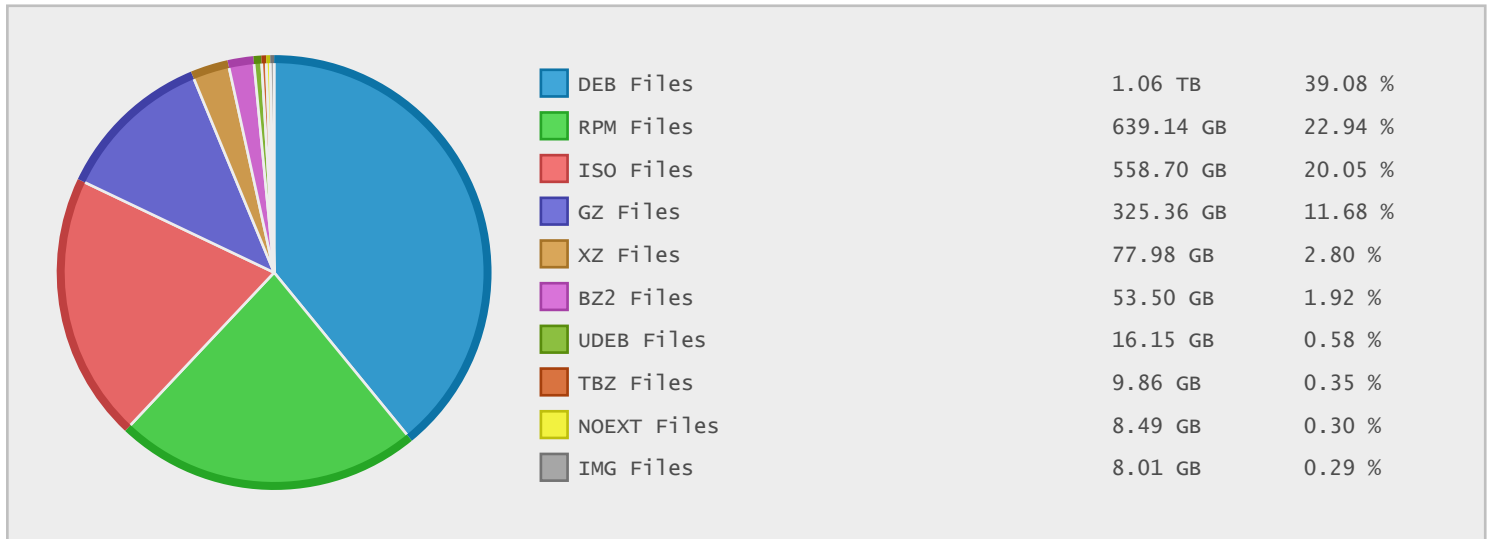 DEB Files 1.06 TB 39.08 %
RPM Files 639.14 GB 22.94 %
ISO Files 558.70 GB 20.05 %
GZ Files 325.36 GB 11.68 %
XZ Files 77.98 GB 2.80 %
BZ2 Files 53.50 GB 1.92 %
UDEB Files 16.15 GB 0.58 %
TBZ Files 9.86 GB 0.35 %
NOEXT Files 8.49 GB 0.30 %
IMG Files 8.01 GB 0.29 %